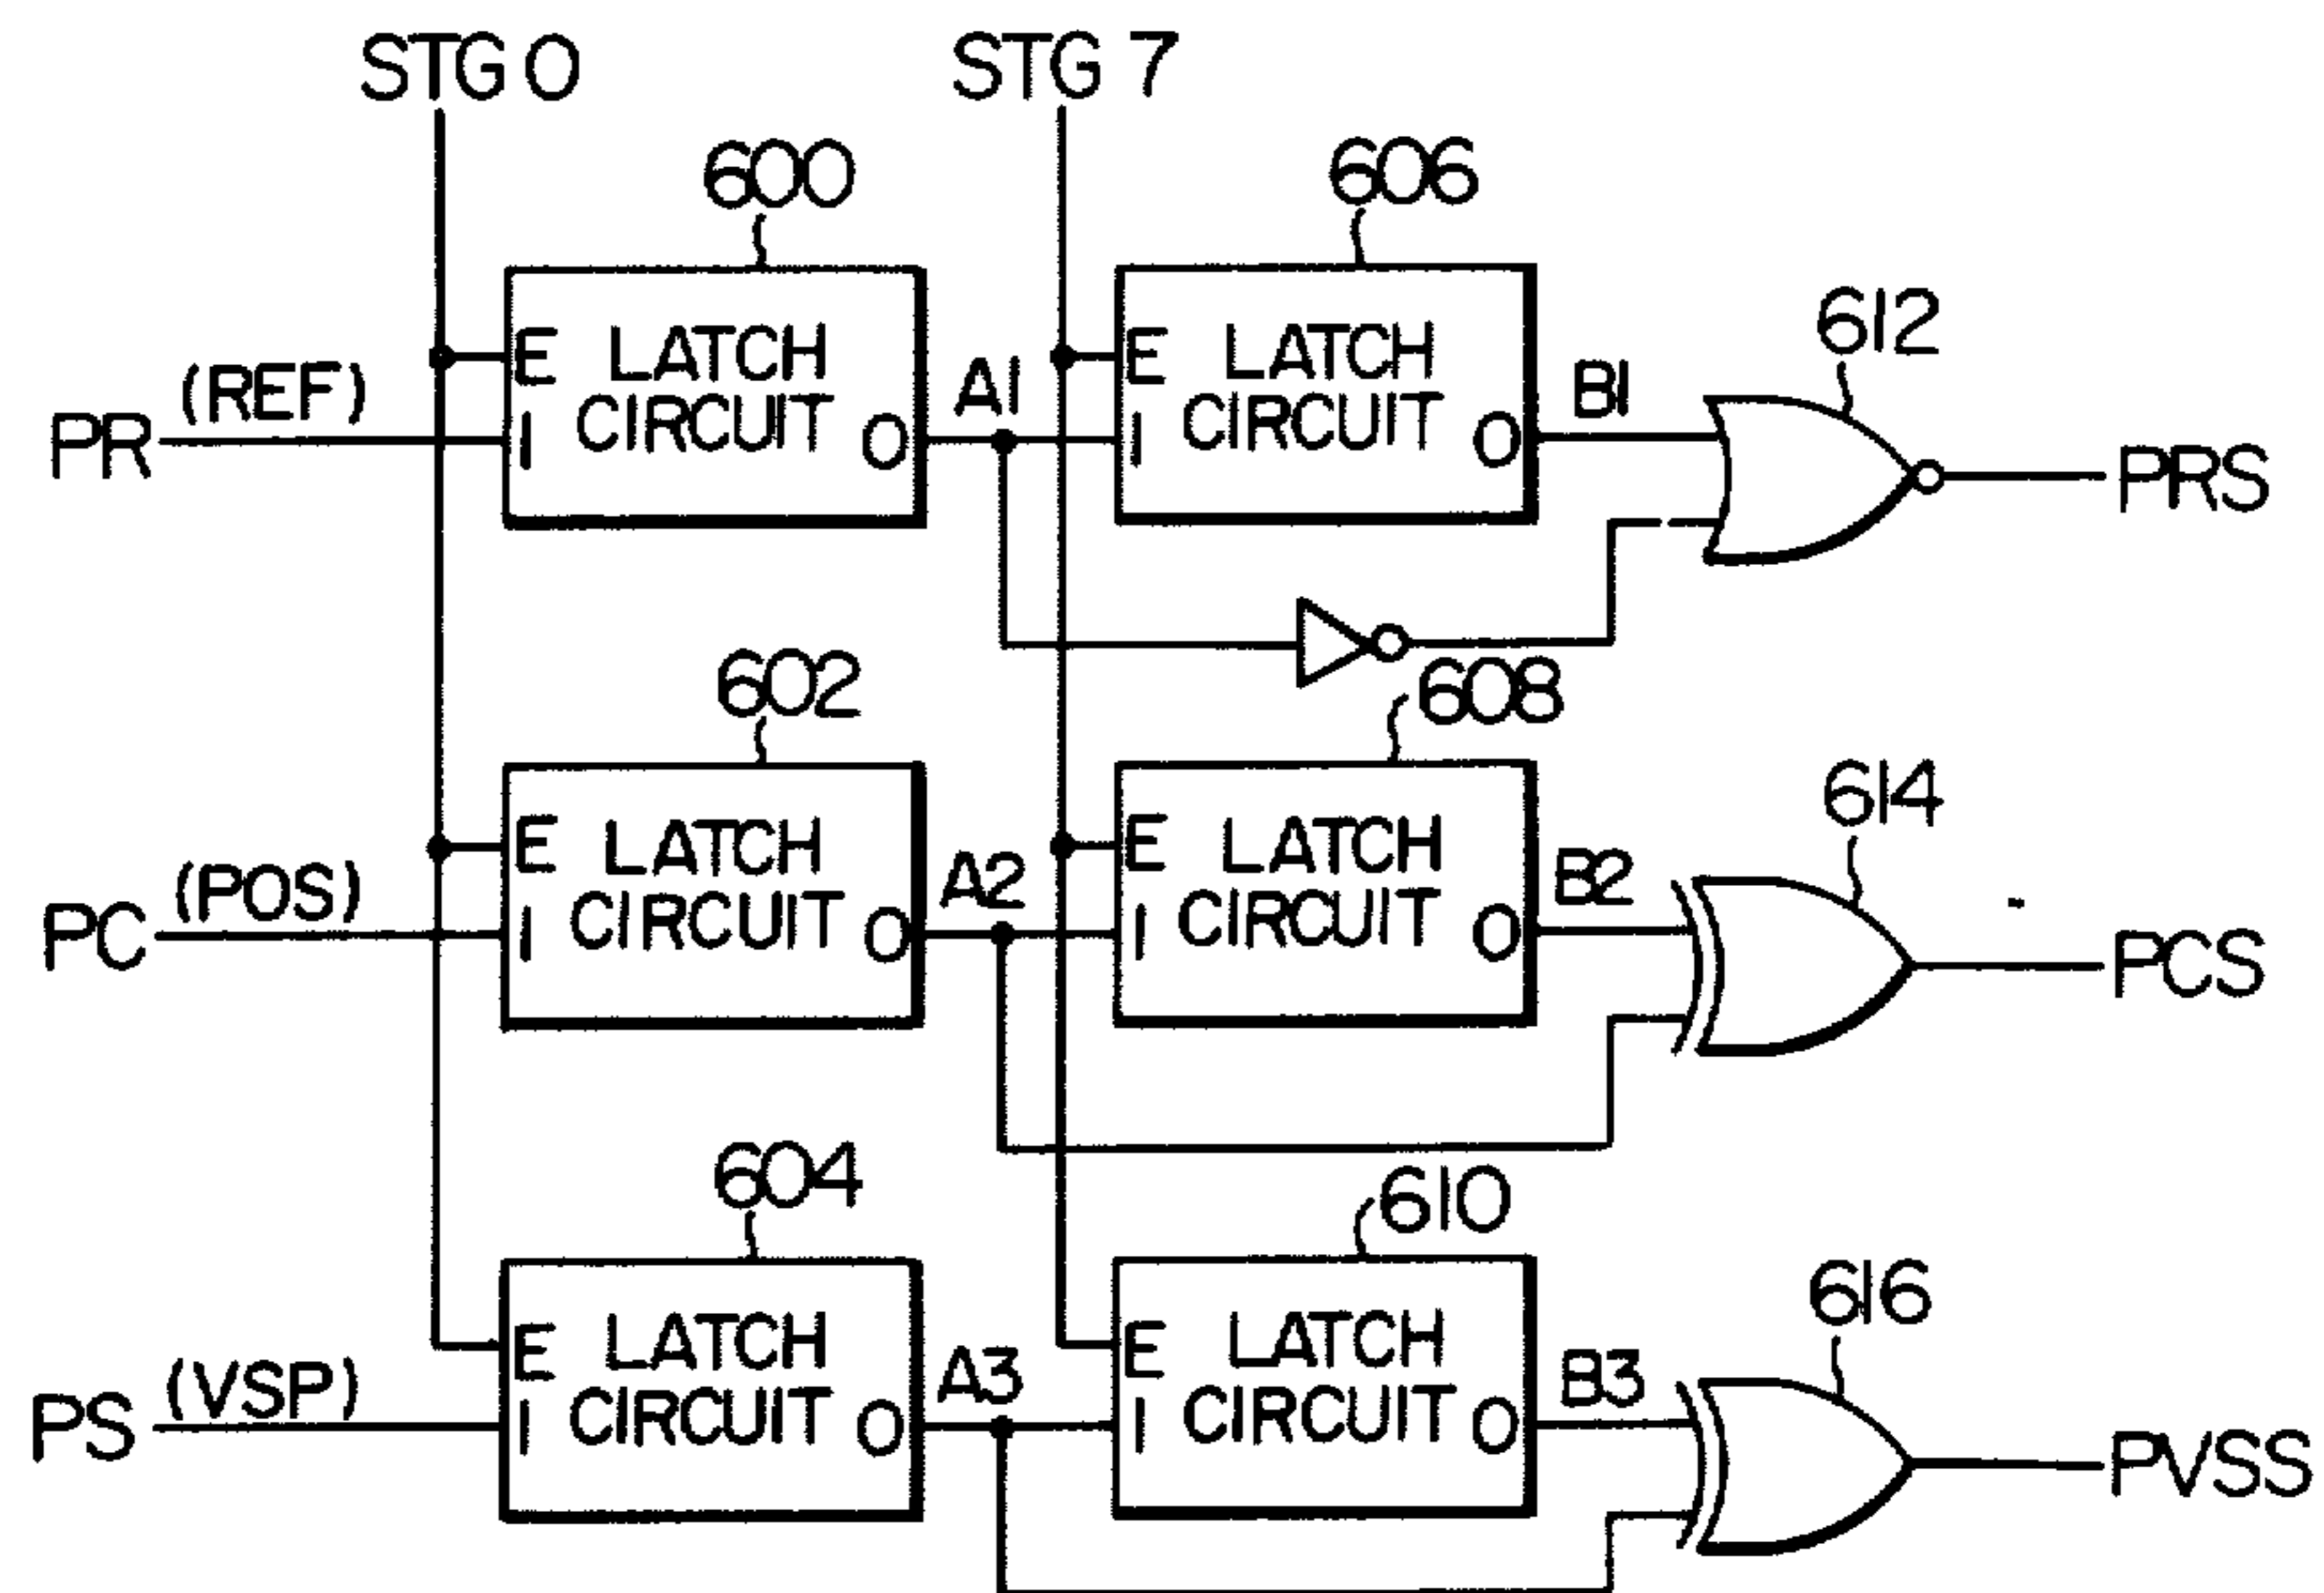 STG 0 STG 7
600 606
612
E LATCH CIRCUIT I O
A1
E LATCH CIRCUIT I O
B1
PR (REF)
PRS
602 608
614
E LATCH CIRCUIT I O
A2
E LATCH CIRCUIT I O
B2
PC (POS)
PCS
604 610
616
E LATCH CIRCUIT I O
A3
E LATCH CIRCUIT I O
B3
PS (VSP)
PVSS